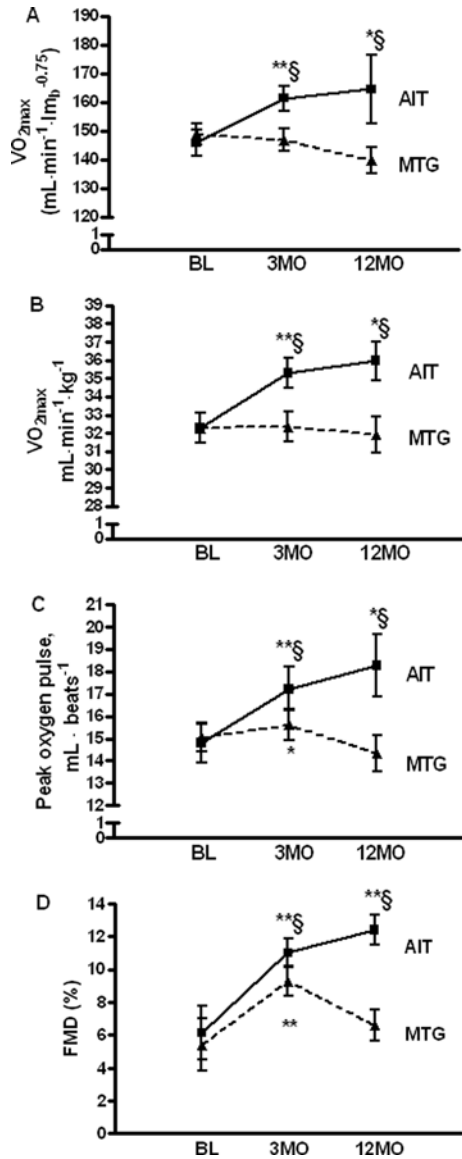 A
VO2max
(mL·min-1·lmb-0.75)
170
160
150
140
130
120
1
0
**§
*§
AIT
MTG
BL 3MO 12MO
B
VO2max
mL·min-1·kg-1
39
38
37
36
35
34
33
32
31
30
29
28
1
0
**§
*§
AIT
MTG
BL 3MO 12MO
C
Peak oxygen pulse,
mL · beats-1
21
20
19
18
17
16
15
14
13
12
1
0
**§
*§
*
AIT
MTG
BL 3MO 12MO
D
FMD (%)
14
12
10
8
6
4
2
0
**§
**§
**
AIT
MTG
BL 3MO 12MO